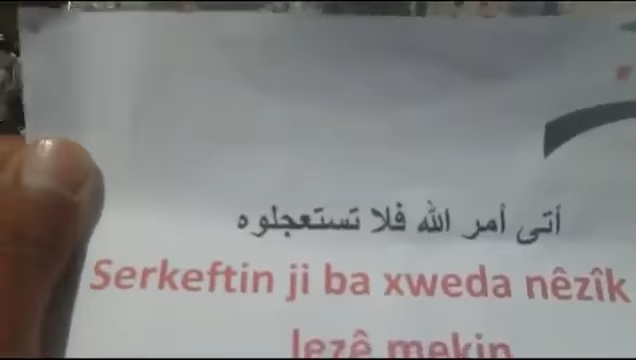 أتى أمر الله فلا تستعجلوه
Serkeftin ji ba xweda nêzîk
lezê mekin